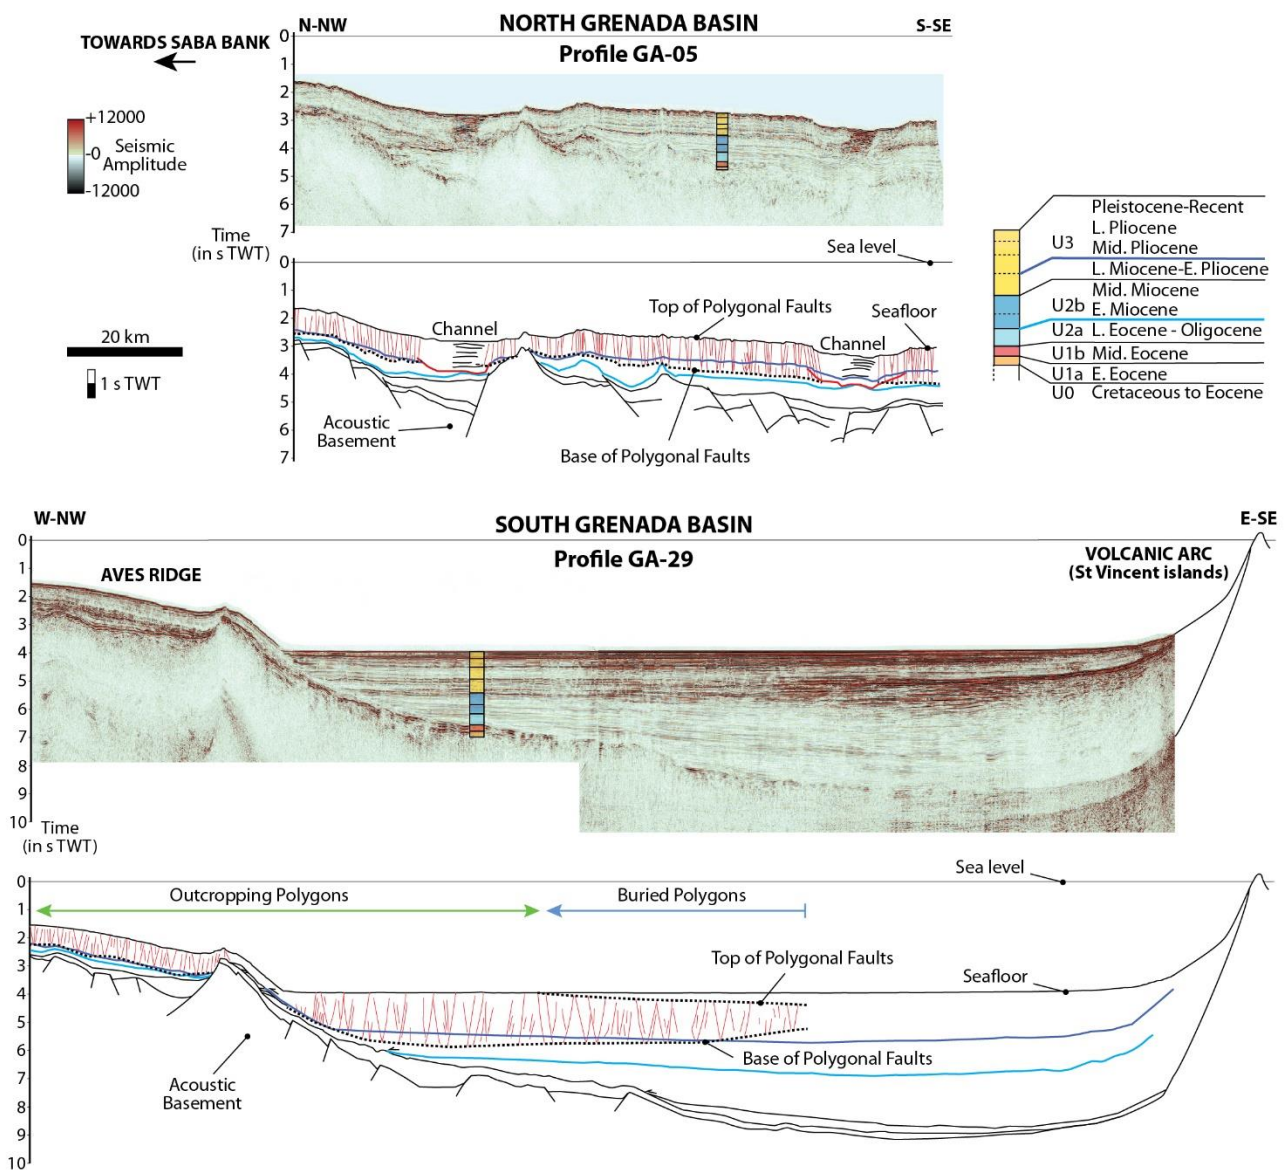 N-NW
NORTH GRENADA BASIN
S-SE
TOWARDS SABA BANK
Profile GA-05
0
1
2
3
4
5
6
7
+12000
Seismic
-0
Amplitude
-12000
Time
(in s TWT)
Sea level
0
1
2
3
4
5
6
7
Top of Polygonal Faults
Seafloor
Channel
Channel
20 km
1 s TWT
Acoustic
Basement
Base of Polygonal Faults
Pleistocene-Recent
L. Pliocene
U3
Mid. Pliocene
L. Miocene-E. Pliocene
Mid. Miocene
U2b E. Miocene
U2a L. Eocene - Oligocene
U1b Mid. Eocene
U1a E. Eocene
U0 Cretaceous to Eocene
W-NW
SOUTH GRENADA BASIN
E-SE
Profile GA-29
AVES RIDGE
VOLCANIC ARC
(St Vincent islands)
0
1
2
3
4
5
6
7
8
9
10
Time
(in s TWT)
Sea level
0
1
2
3
4
5
6
7
8
9
10
Outcropping Polygons
Buried Polygons
Top of Polygonal Faults
Seafloor
Base of Polygonal Faults
Acoustic
Basement